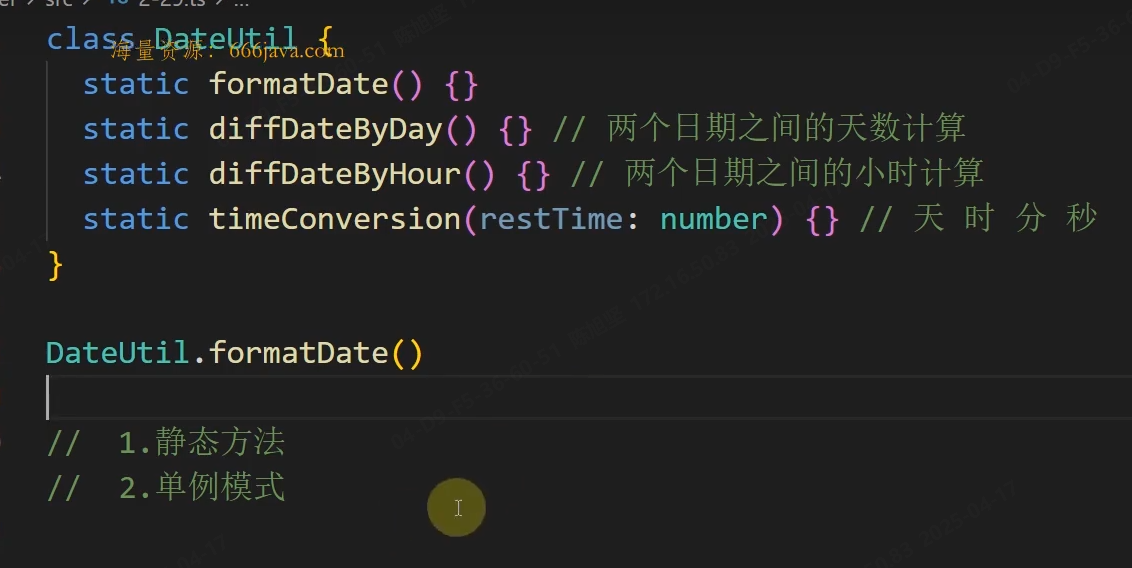 src > 2-29.ts > ...
class DateUtil {
海量资源：666java.com
static formatDate() {}
static diffDateByDay() {} // 两个日期之间的天数计算
static diffDateByHour() {} // 两个日期之间的小时计算
static timeConversion(restTime: number) {} // 天 时 分 秒
}
DateUtil.formatDate()
// 1.静态方法
// 2.单例模式